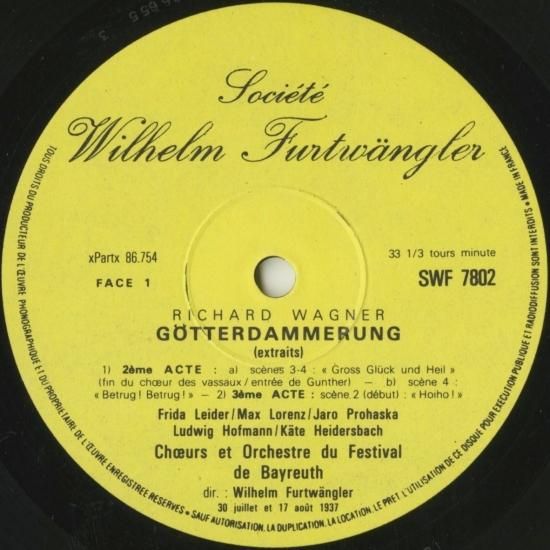 Société
Wilhelm Furtwängler
xPartx 86.754
33 1/3 tours minute
FACE 1
SWF 7802
RICHARD WAGNER
GÖTTERDAMMERUNG
(extraits)
1) 2ème ACTE : a) scènes 3-4 : « Gross Glück und Heil »
(fin du chœur des vassaux / entrée de Gunther) – b) scène 4 :
« Betrug! Betrug! » – 2) 3ème ACTE : scène 2 (début) : « Hoiho! »
Frida Leider/Max Lorenz/Jaro Prohaska
Ludwig Hofmann/Käte Heidersbach
Chœurs et Orchestre du Festival
de Bayreuth
dir. : Wilhelm Furtwängler
30 juillet et 17 août 1937
TOUS DROITS DU PRODUCTEUR DE L'ŒUVRE PHONOGRAPHIQUE ET DU PROPRIETAIRE DE L'ŒUVRE ENREGISTREE RESERVES • SAUF AUTORISATION, LA DUPLICATION, LA LOCATION, LE PRET, L'UTILISATION DE CE DISQUE POUR EXECUTION PUBLIQUE ET RADIODIFFUSION SONT INTERDITS • MADE IN FRANCE